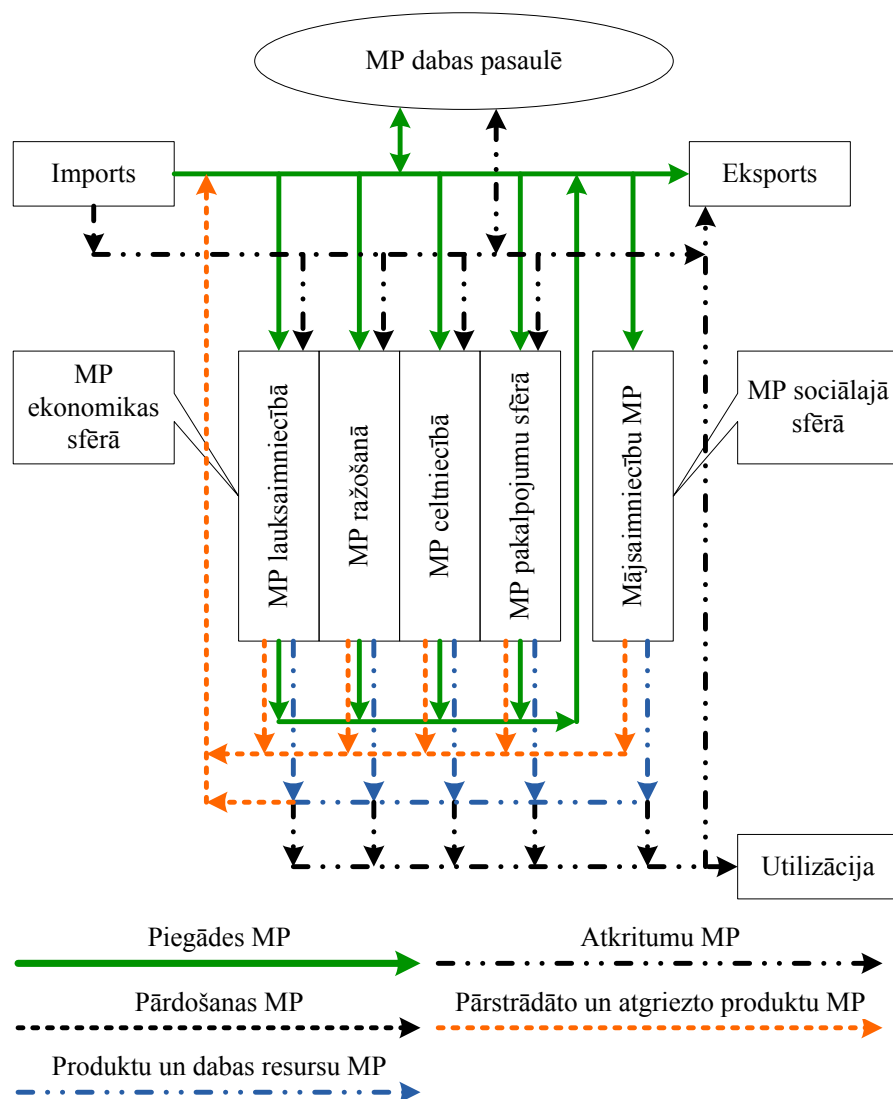 MP dabas pasaulē
Imports
Eksports
MP
ekonomikas
sfērā
MP lauksaimniecībā
MP ražošanā
MP celtniecībā
MP pakalpojumu sfērā
Mājsaimniecību MP
MP sociālajā
sfērā
Utilizācija
Piegādes MP
Atkritumu MP
Pārdošanas MP
Pārstrādāto un atgriezto produktu MP
Produktu un dabas resursu MP